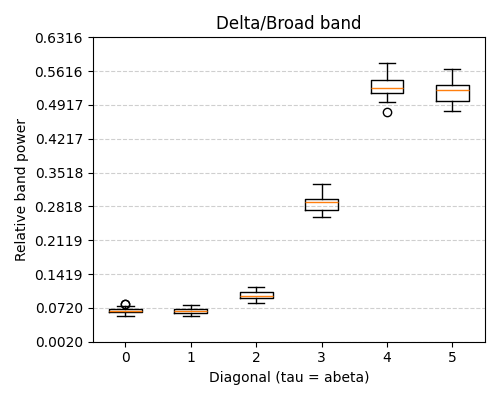 Delta/Broad band
0.6316
0.5616
0.4917
0.4217
0.3518
0.2818
0.2119
0.1419
0.0720
0.0020
Relative band power
0 1 2 3 4 5
Diagonal (tau = abeta)